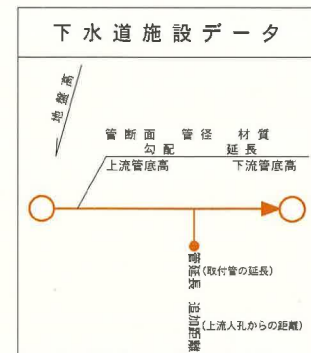 下水道施設データ
地盤高
管断面 管径 材質
勾配 延長
上流管底高 下流管底高
管延長 (取付管の延長)
追加距離 (上流人孔からの距離)